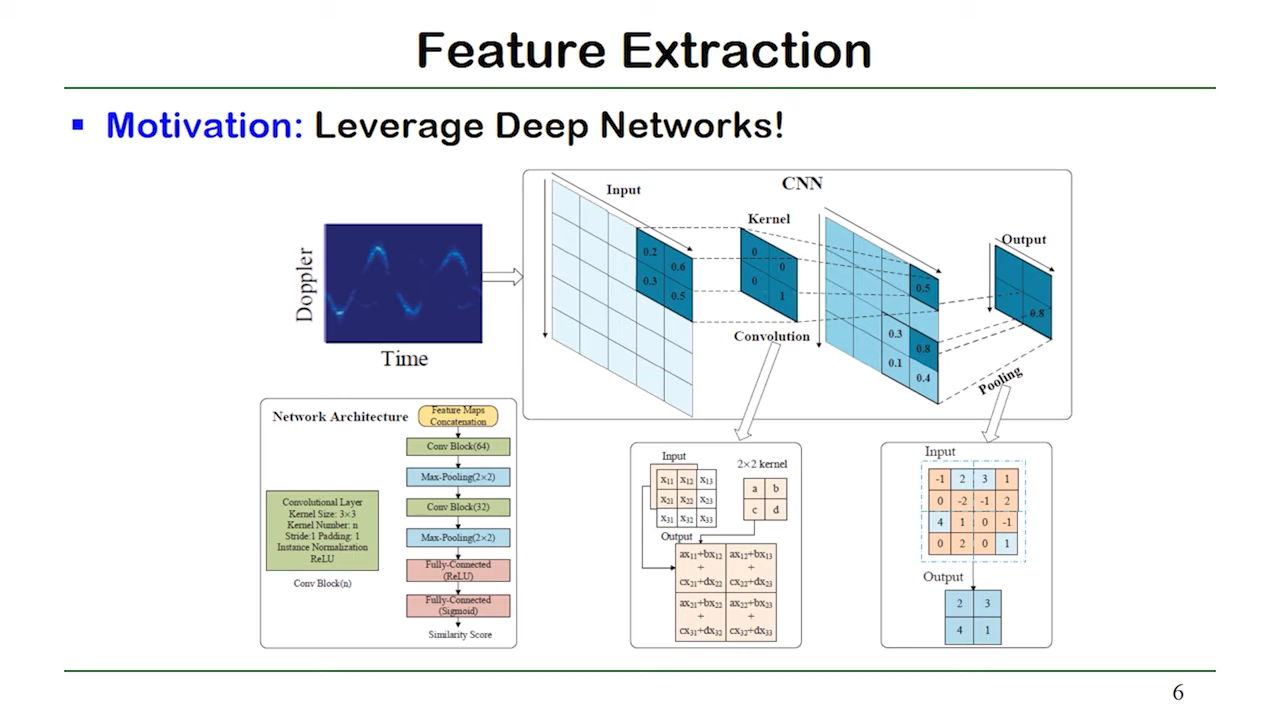 Feature Extraction
▪ Motivation: Leverage Deep Networks!
CNN
Input
Kernel
Output
0.2
0.6
0.3
0.5
0
0
0
1
0.5
0.3
0.8
0.1
0.4
0.8
Convolution
Pooling
Doppler
Time
Network Architecture
Feature Maps
Concatenation
Conv Block(64)
Max-Pooling(2×2)
Conv Block(32)
Max-Pooling(2×2)
Fully-Connected
(ReLU)
Fully-Connected
(Sigmoid)
Similarity Score
Convolutional Layer
Kernel Size: 3×3
Kernel Number: n
Stride:1 Padding: 1
Instance Normalization
ReLU
Conv Block(n)
Input
x11 x12 x13
x21 x22 x23
x31 x32 x33
2×2 kernel
a b
c d
Output
ax11+bx12 ax12+bx13
+ +
cx21+dx22 cx22+dx23
ax21+bx22 ax22+bx23
+ +
cx31+dx32 cx32+dx33
Input
-1 2 3 1
0 -2 -1 2
4 1 0 -1
0 2 0 1
Output
2 3
4 1
6